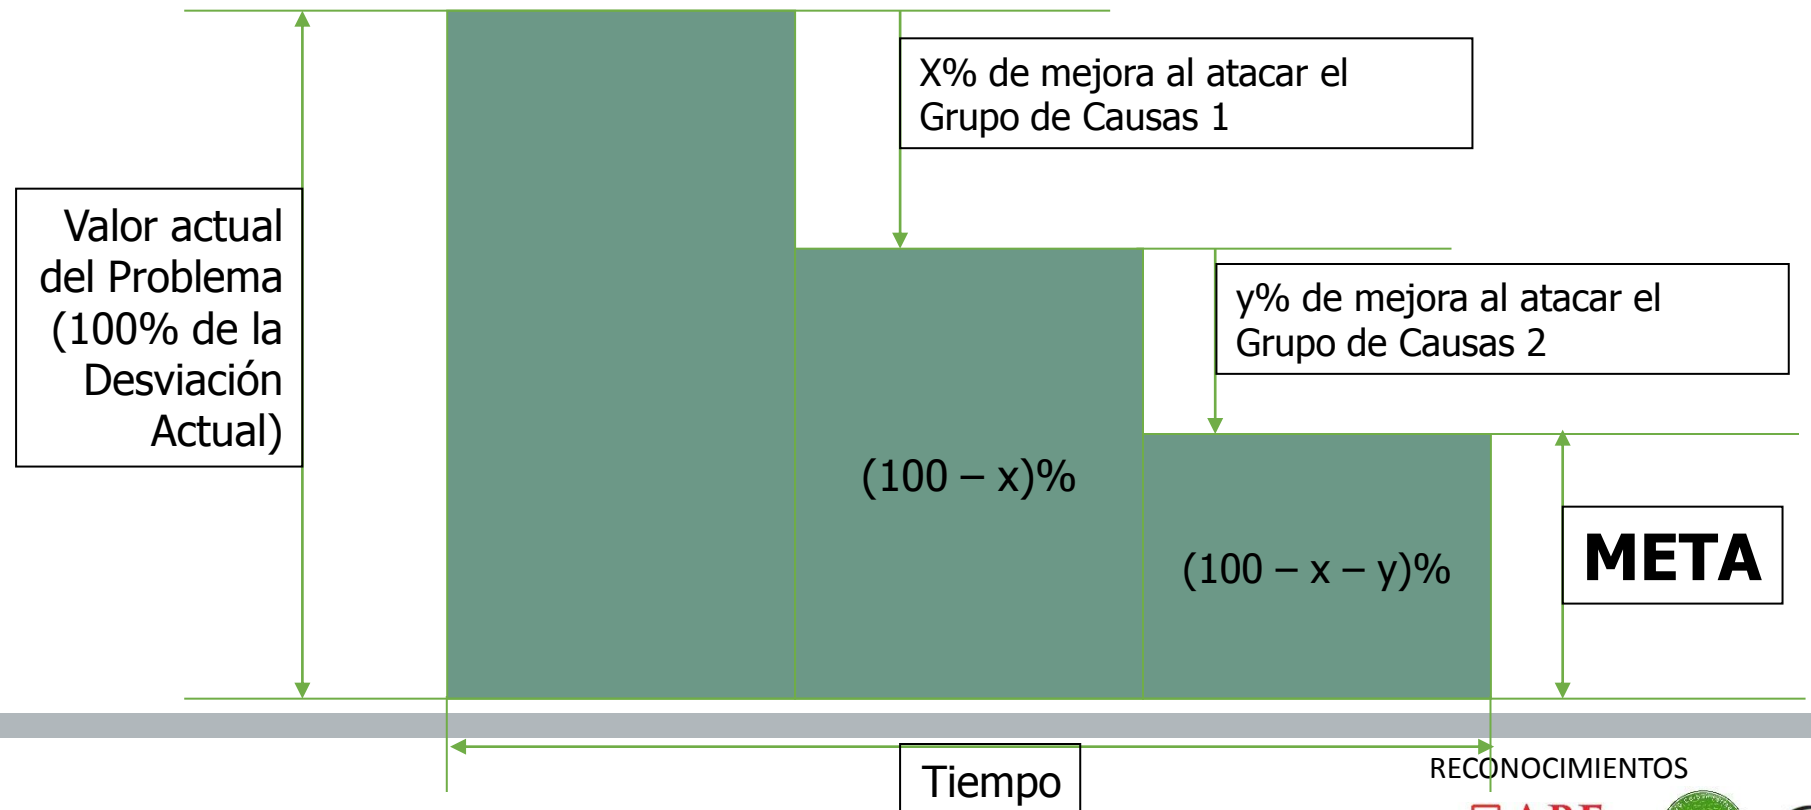 X% de mejora al atacar el
Grupo de Causas 1
Valor actual
del Problema
(100% de la
Desviación
Actual)
y% de mejora al atacar el
Grupo de Causas 2
(100 – x)%
(100 – x – y)%
META
Tiempo
RECONOCIMIENTOS